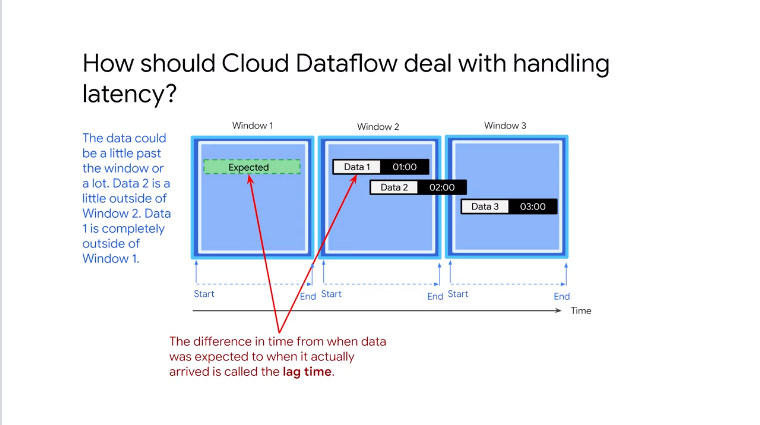 How should Cloud Dataflow deal with handling
latency?
Window 1
Window 2
Window 3
The data could
be a little past
the window or
a lot. Data 2 is a
little outside of
Window 2. Data
1 is completely
outside of
Window 1.
Expected
Data 1 01:00
Data 2 02:00
Data 3 03:00
Start
End
Start
End
Start
End
Time
The difference in time from when data
was expected to when it actually
arrived is called the lag time.